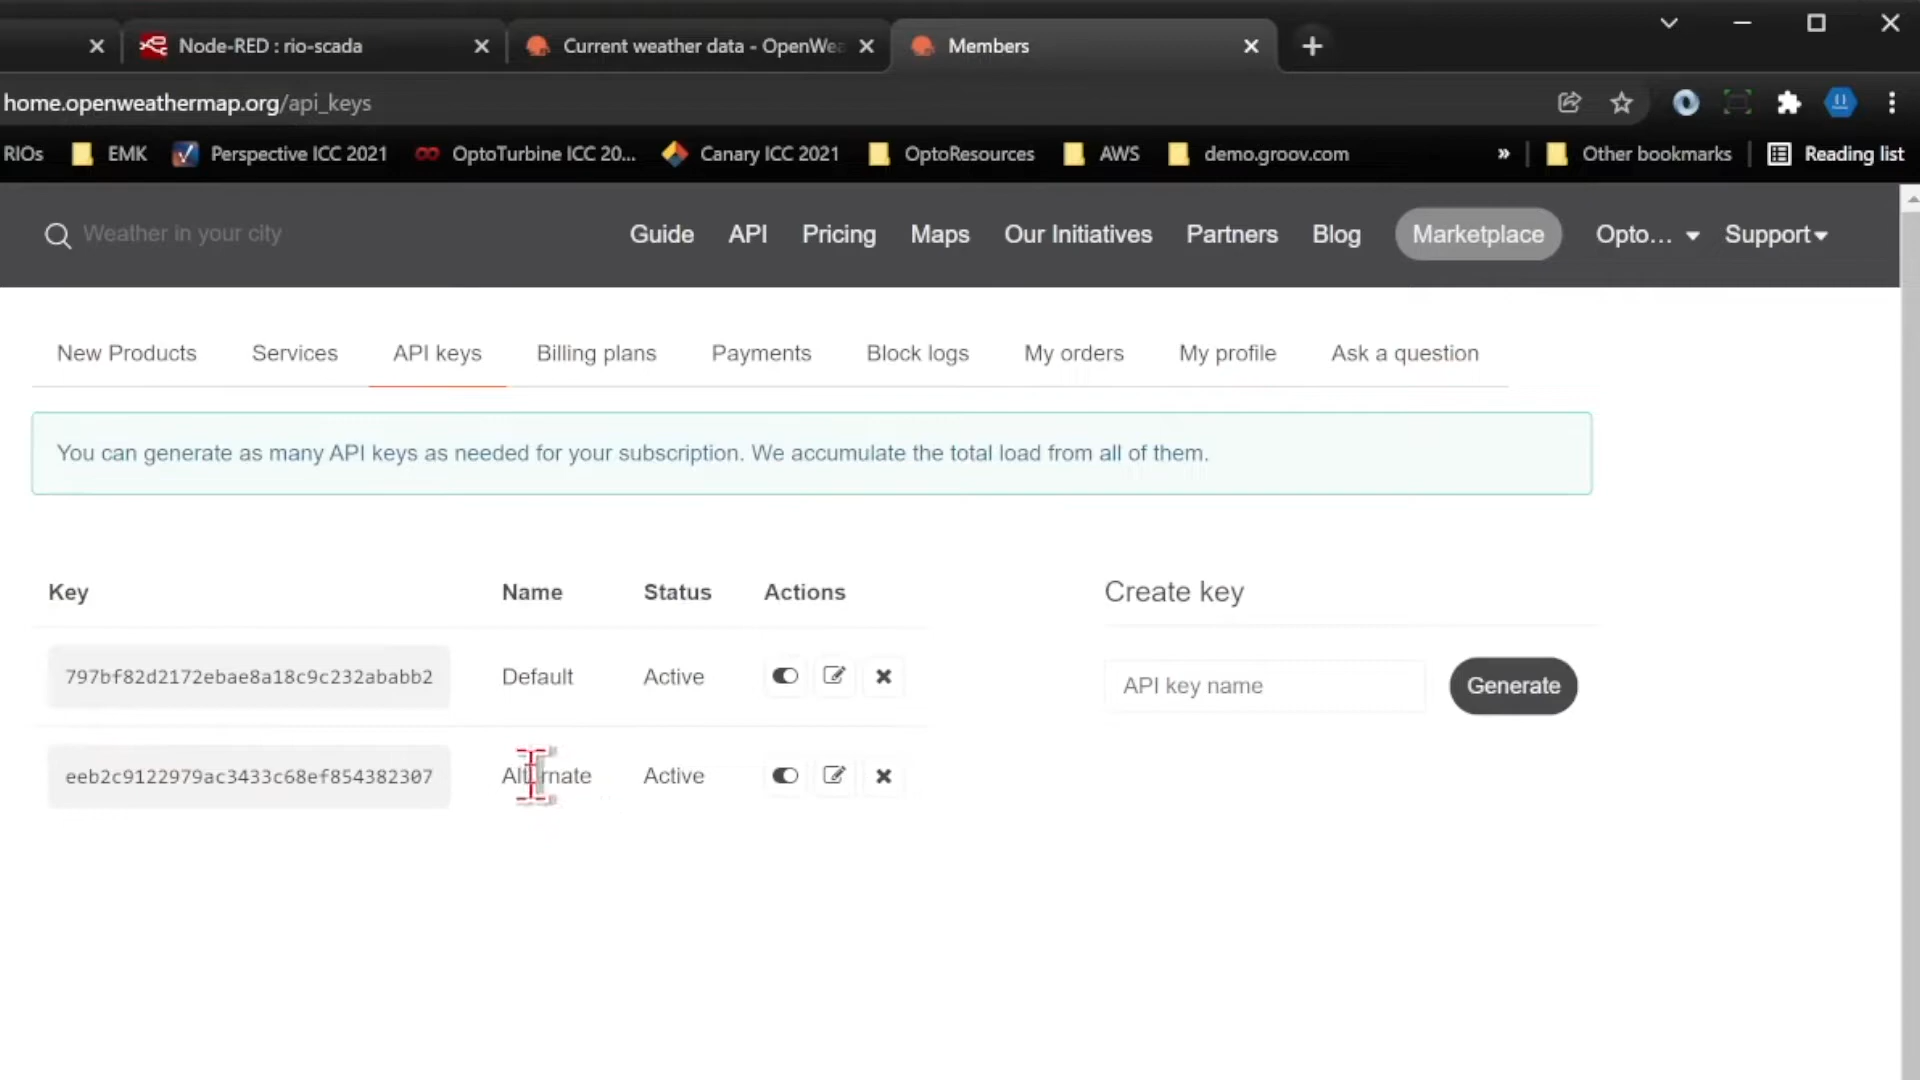 Node-RED : rio-scada
Current weather data - OpenWea
Members
home.openweathermap.org/api_keys
RIOs
EMK
Perspective ICC 2021
OptoTurbine ICC 20...
Canary ICC 2021
OptoResources
AWS
demo.groov.com
»
Other bookmarks
Reading list
Weather in your city
Guide
API
Pricing
Maps
Our Initiatives
Partners
Blog
Marketplace
Opto...
Support
New Products
Services
API keys
Billing plans
Payments
Block logs
My orders
My profile
Ask a question
You can generate as many API keys as needed for your subscription. We accumulate the total load from all of them.
Key
Name
Status
Actions
Create key
797bf82d2172ebae8a18c9c232ababb2
Default
Active
API key name
Generate
eeb2c9122979ac3433c68ef854382307
Alternate
Active